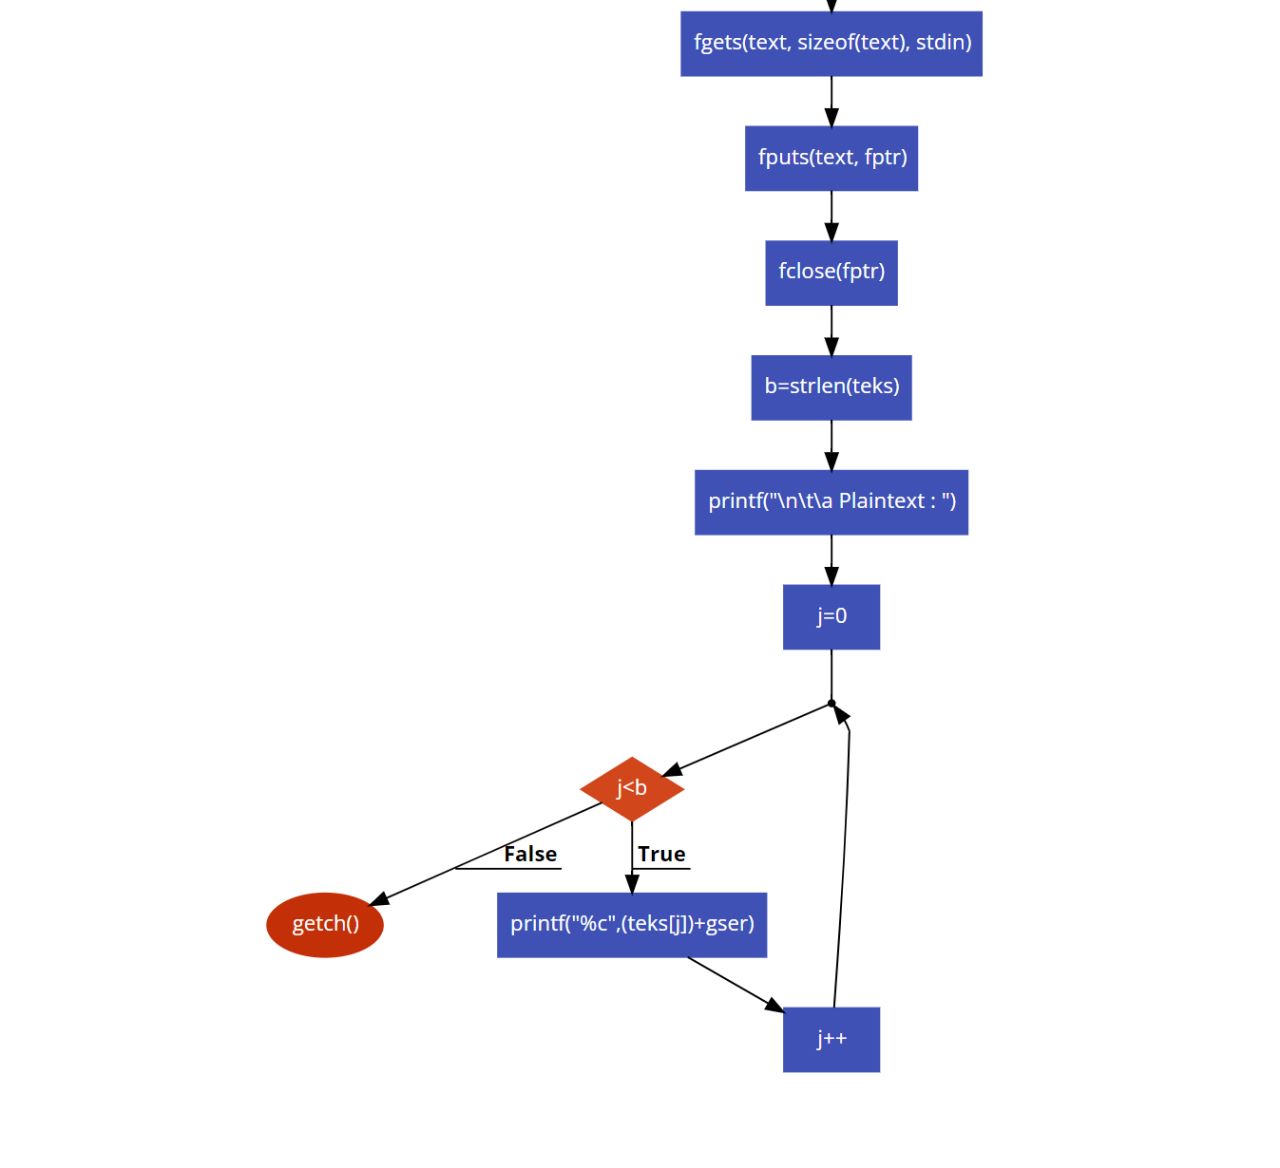 fgets(text, sizeof(text), stdin)
fputs(text, fptr)
fclose(fptr)
b=strlen(teks)
printf("\n\t\a Plaintext : ")
j=0
j<b
False
True
getch()
printf("%c",(teks[j])+gser)
j++